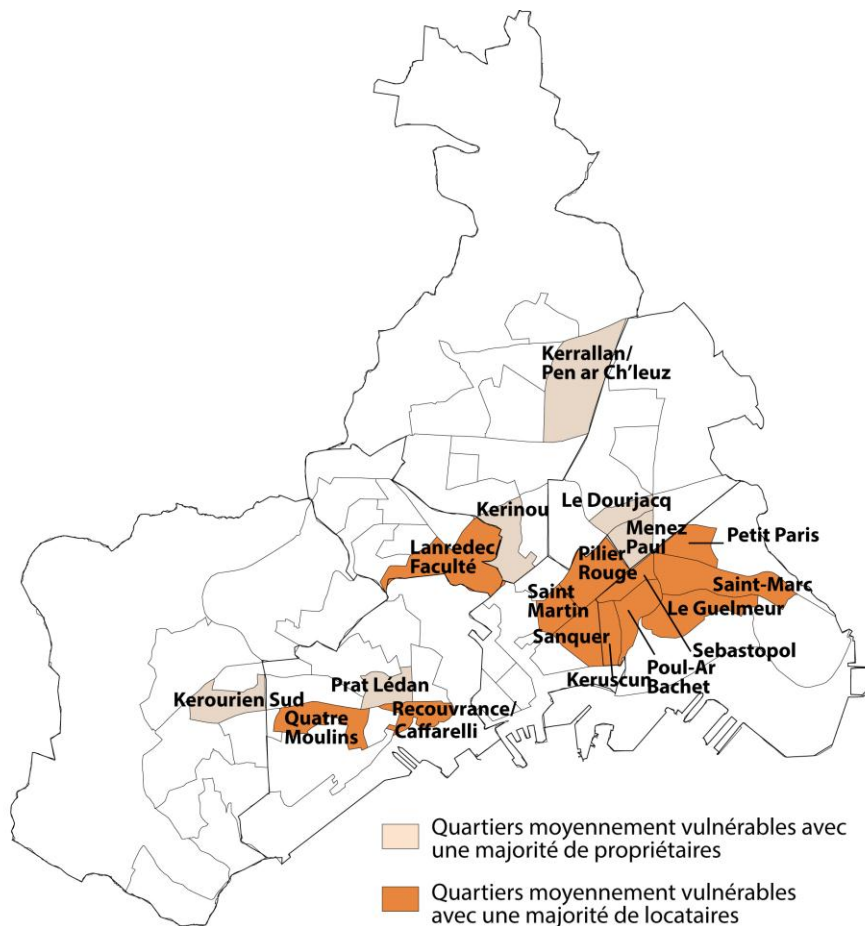 Kerrallan/
Pen ar Ch'leuz
Kerinou
Le Dourjacq
Menez
Paul
Petit Paris
Lanredec/
Faculté
Pilier
Rouge
Saint-Marc
Saint
Martin
Le Guelmeur
Sanquer
Sebastopol
Keruscun
Poul-Ar
Bachet
Prat Lédan
Kerourien Sud
Recouvrance/
Caffarelli
Quatre
Moulins
Quartiers moyennement vulnérables avec
une majorité de propriétaires
Quartiers moyennement vulnérables
avec une majorité de locataires